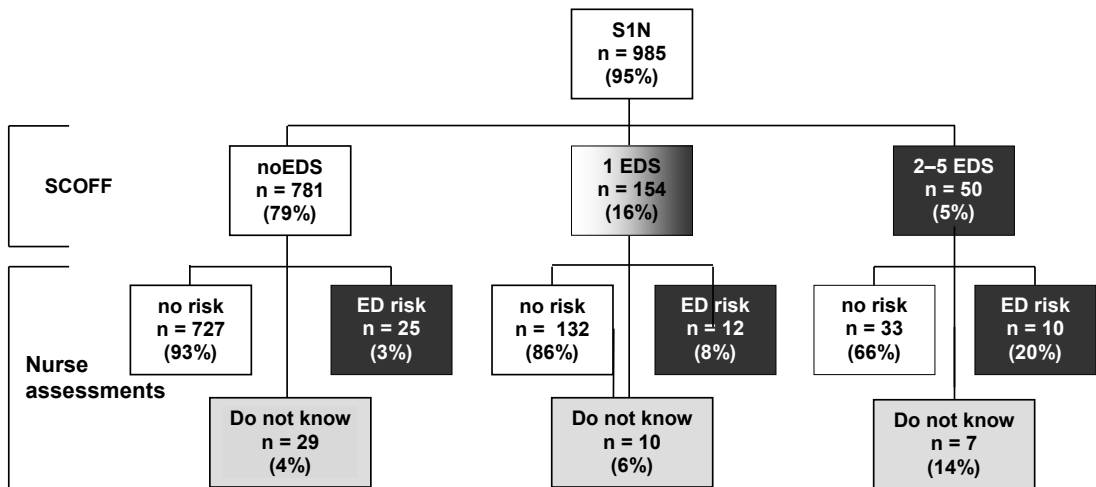 S1N
n = 985
(95%)
SCOFF
noEDS
n = 781
(79%)
1 EDS
n = 154
(16%)
2–5 EDS
n = 50
(5%)
Nurse
assessments
no risk
n = 727
(93%)
ED risk
n = 25
(3%)
Do not know
n = 29
(4%)
no risk
n = 132
(86%)
ED risk
n = 12
(8%)
Do not know
n = 10
(6%)
no risk
n = 33
(66%)
ED risk
n = 10
(20%)
Do not know
n = 7
(14%)